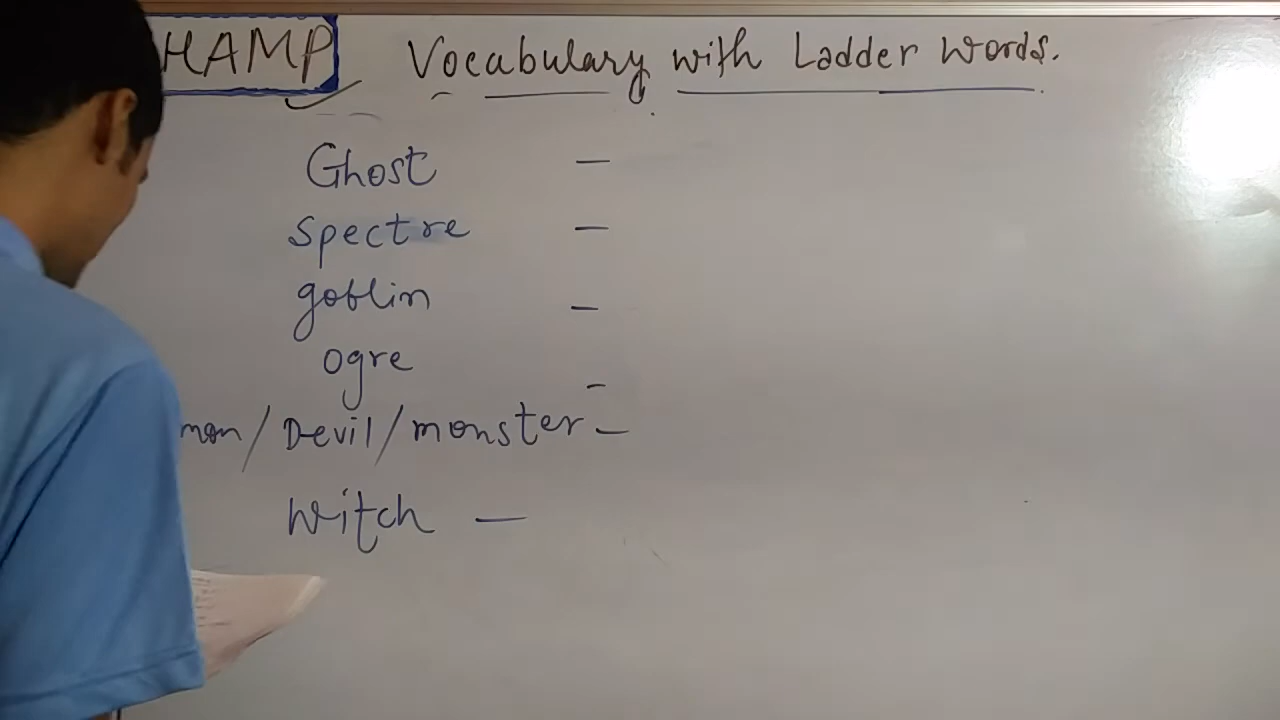 HAMP Vocabulary with Ladder Words.
Ghost –
Spectre –
goblin –
Ogre –
mon/Devil/monster –
Witch –